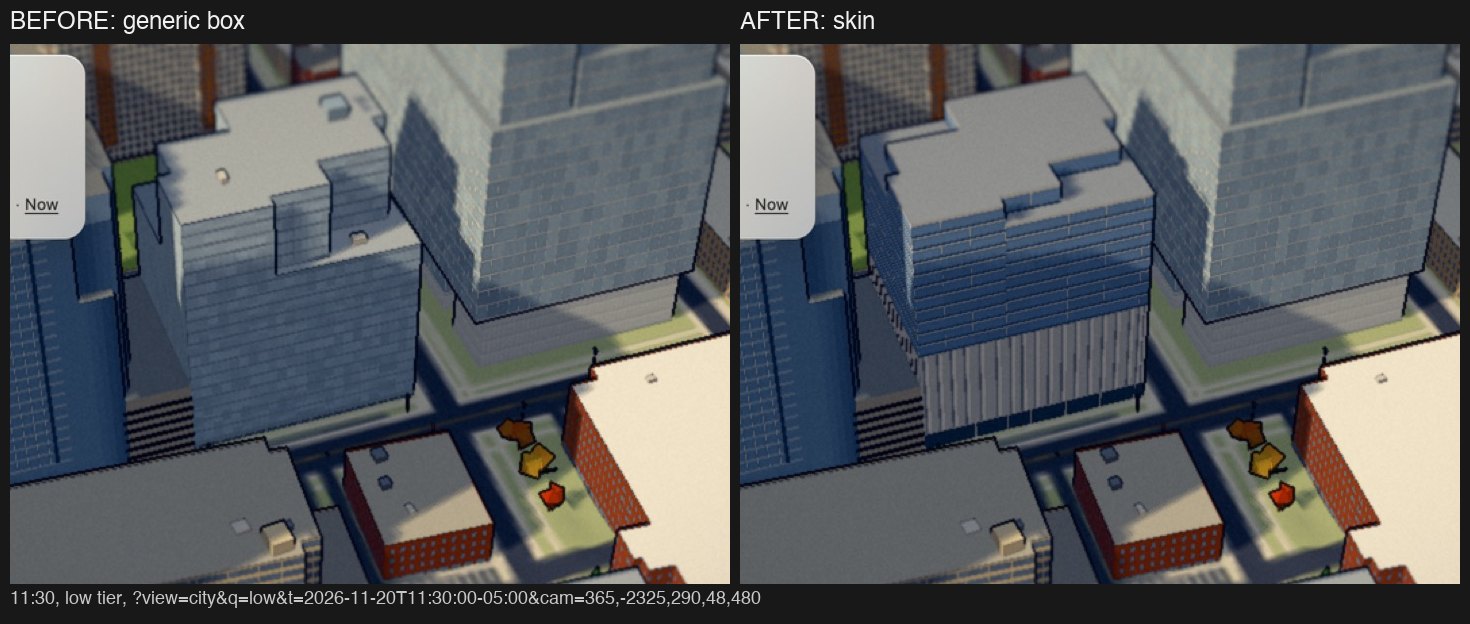 BEFORE: generic box
AFTER: skin
· Now
· Now
11:30, low tier, ?view=city&q=low&t=2026-11-20T11:30:00-05:00&cam=365,-2325,290,48,480